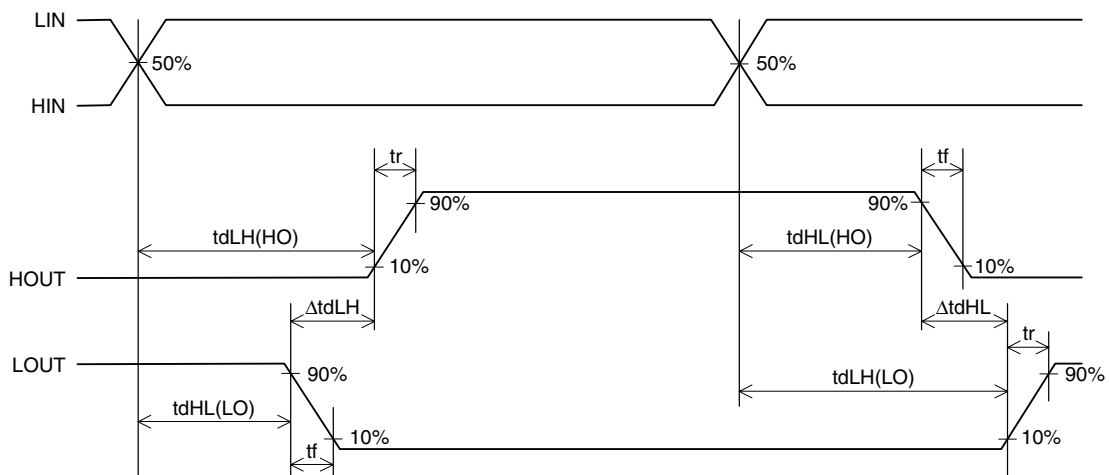 LIN
50% 50%
HIN
tr tf
90% 90%
tdLH(HO) tdHL(HO)
10% 10%
HOUT
ΔtdLH ΔtdHL
tr
LOUT
90% tdLH(LO) 90%
tdHL(LO)
10% 10%
tf